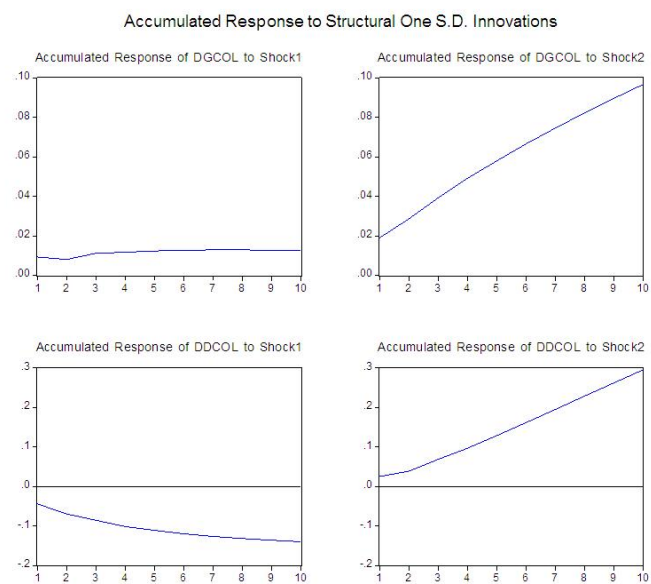 Accumulated Response to Structural One S.D. Innovations
Accumulated Response of DGCOL to Shock1
.10
.08
.06
.04
.02
.00
1 2 3 4 5 6 7 8 9 10
Accumulated Response of DGCOL to Shock2
.10
.08
.06
.04
.02
.00
1 2 3 4 5 6 7 8 9 10
Accumulated Response of DDCOL to Shock1
.3
.2
.1
.0
-.1
-.2
1 2 3 4 5 6 7 8 9 10
Accumulated Response of DDCOL to Shock2
.3
.2
.1
.0
-.1
-.2
1 2 3 4 5 6 7 8 9 10